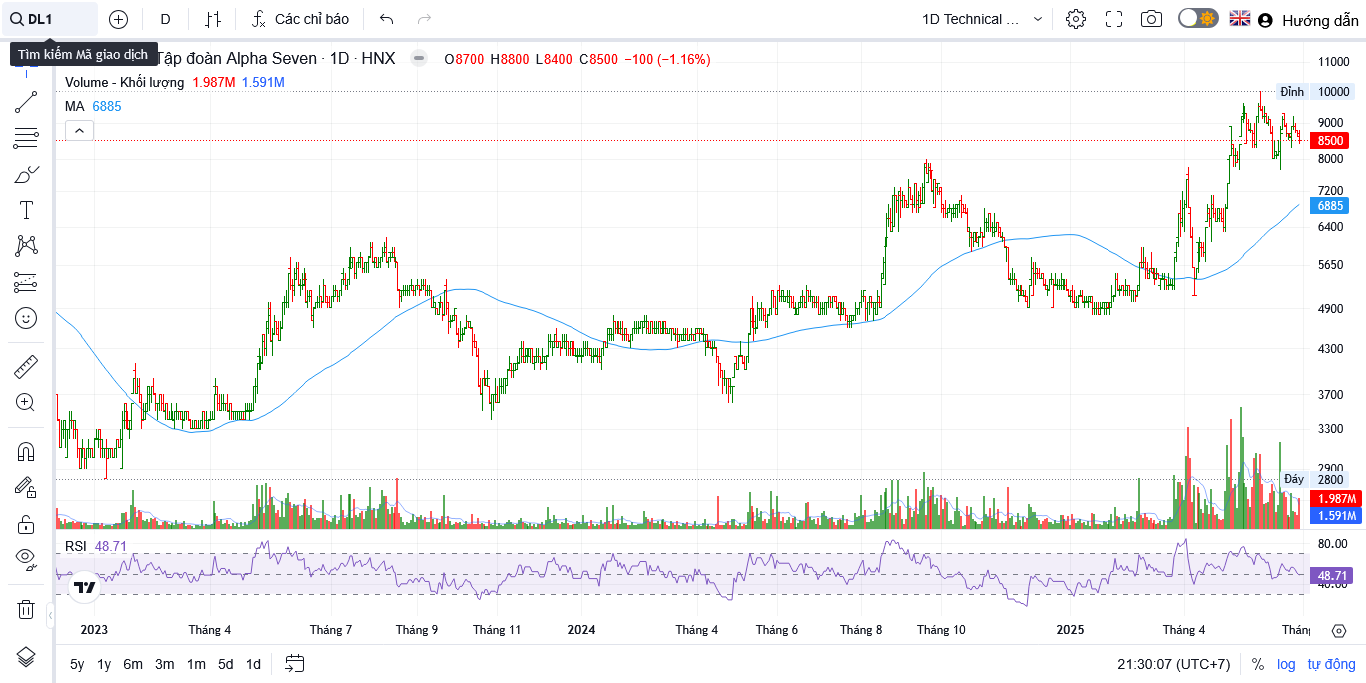 DL1 D Các chỉ báo 1D Technical ... Hướng dẫn
Tìm kiếm Mã giao dịch
Tập đoàn Alpha Seven · 1D · HNX O8700 H8800 L8400 C8500 −100 (−1.16%)
Volume - Khối lượng 1.987M 1.591M
MA 6885
11000
Đỉnh 10000
9000
8500
8000
7200
6885
6400
5650
4900
4300
3700
3300
2900
Đáy 2800
1.987M
1.591M
RSI 48.71
80.00
48.71
40.00
2023 Tháng 4 Tháng 7 Tháng 9 Tháng 11 2024 Tháng 4 Tháng 6 Tháng 8 Tháng 10 2025 Tháng 4 Thán
5y 1y 6m 3m 1m 5d 1d 21:30:07 (UTC+7) % log tự động